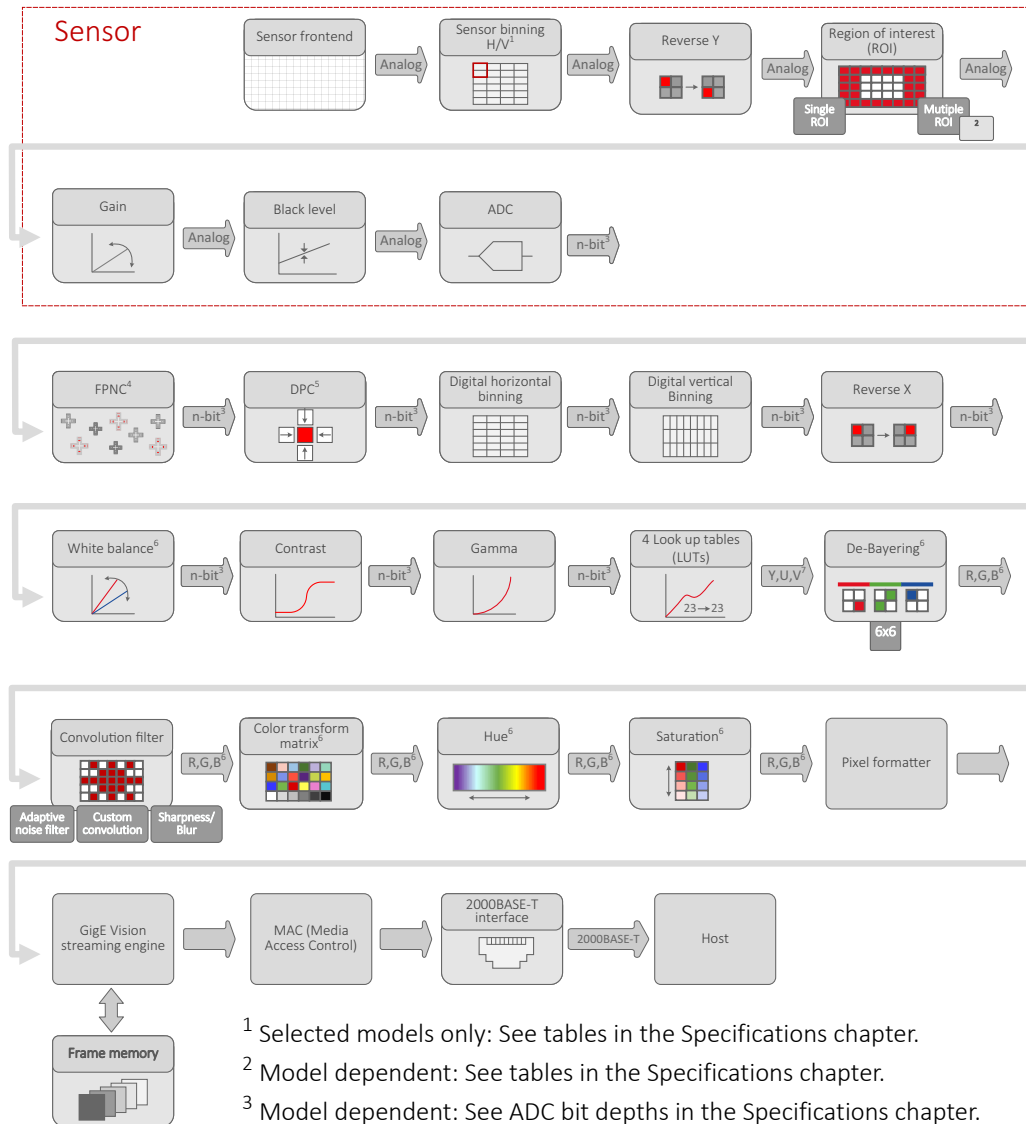 Sensor
Sensor frontend
Analog
Sensor binning
H/V¹
Analog
Reverse Y
Analog
Region of interest
(ROI)
Single
ROI
Mutiple
ROI
²
Analog
Gain
Analog
Black level
Analog
ADC
n-bit³
FPNC⁴
n-bit³
DPC⁵
n-bit³
Digital horizontal
binning
n-bit³
Digital vertical
Binning
n-bit³
Reverse X
n-bit³
White balance⁶
n-bit³
Contrast
n-bit³
Gamma
n-bit³
4 Look up tables
(LUTs)
23→23
Y,U,V⁷
De-Bayering⁶
6x6
R,G,B⁶
Convolution filter
Adaptive
noise filter
Custom
convolution
Sharpness/
Blur
R,G,B⁶
Color transform
matrix⁶
R,G,B⁶
Hue⁶
R,G,B⁶
Saturation⁶
R,G,B⁶
Pixel formatter
GigE Vision
streaming engine
MAC (Media
Access Control)
2000BASE-T
interface
2000BASE-T
Host
Frame memory
¹ Selected models only: See tables in the Specifications chapter.
² Model dependent: See tables in the Specifications chapter.
³ Model dependent: See ADC bit depths in the Specifications chapter.